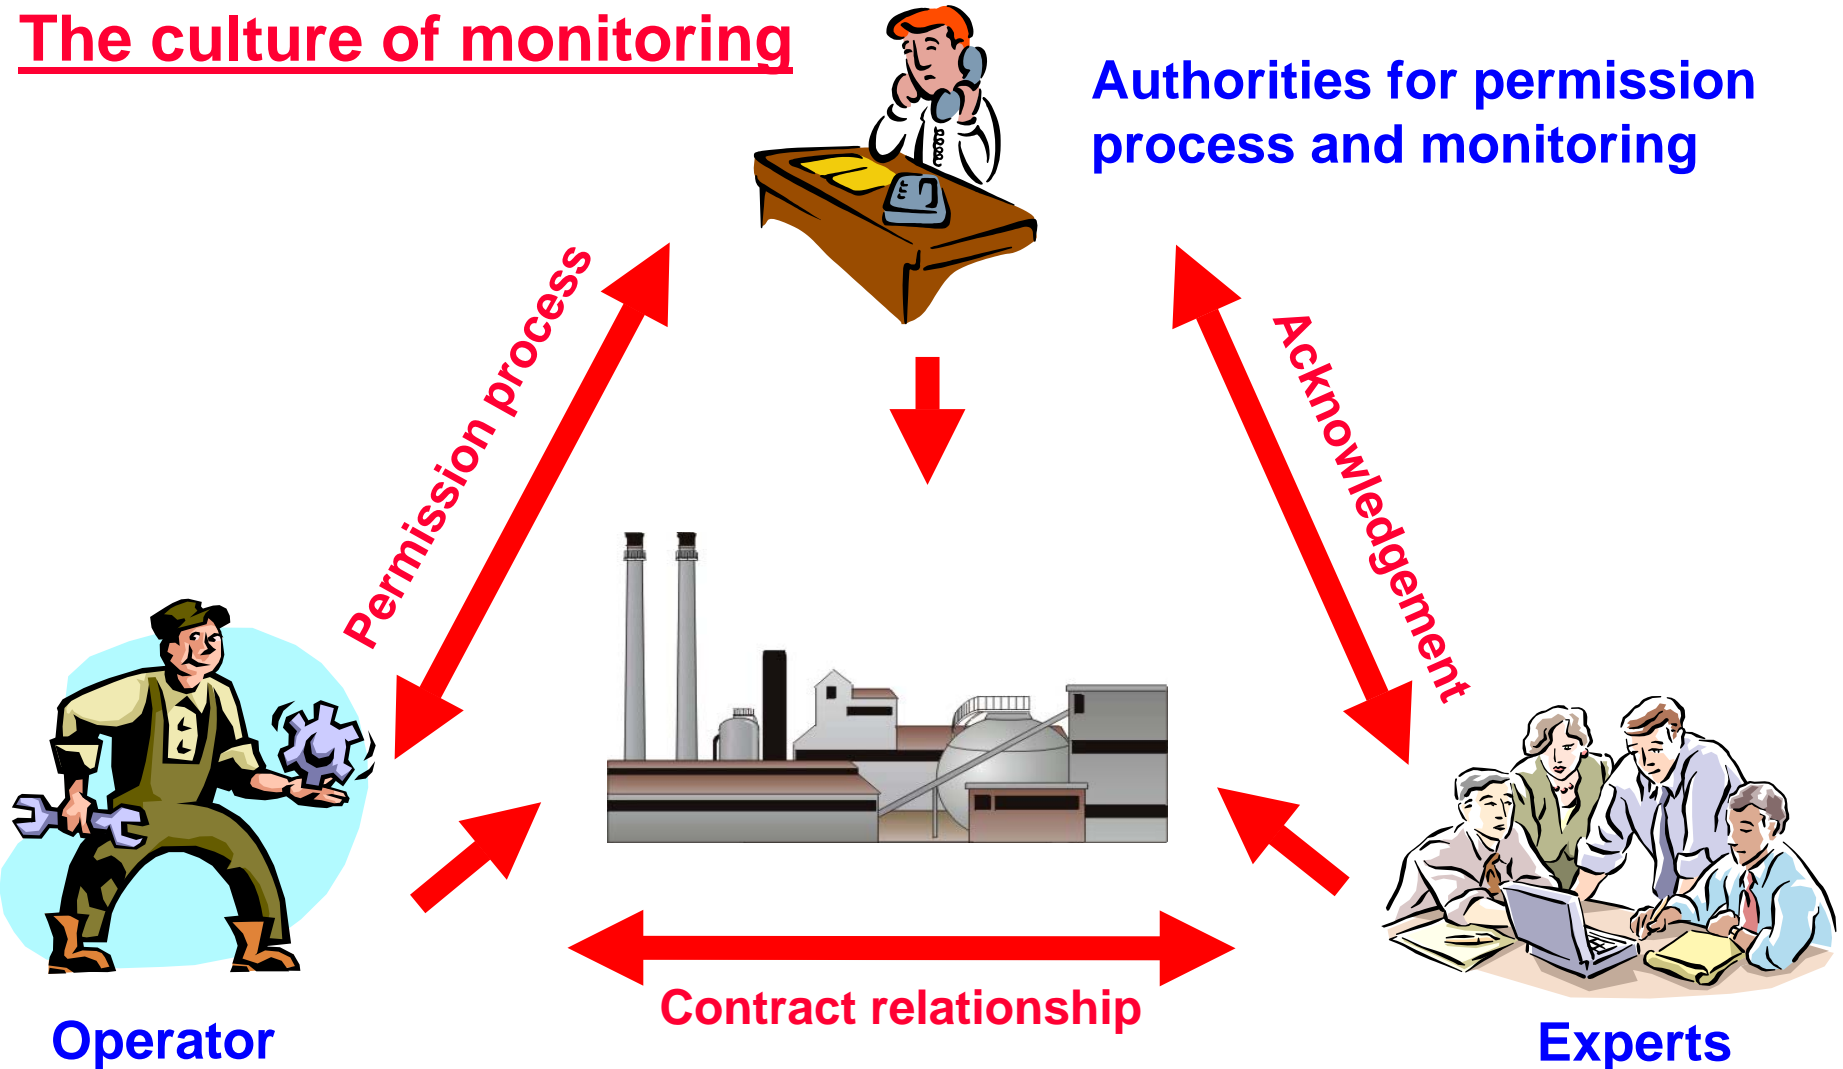 The culture of monitoring
Authorities for permission
process and monitoring
Permission process
Acknowledgement
Contract relationship
Operator
Experts